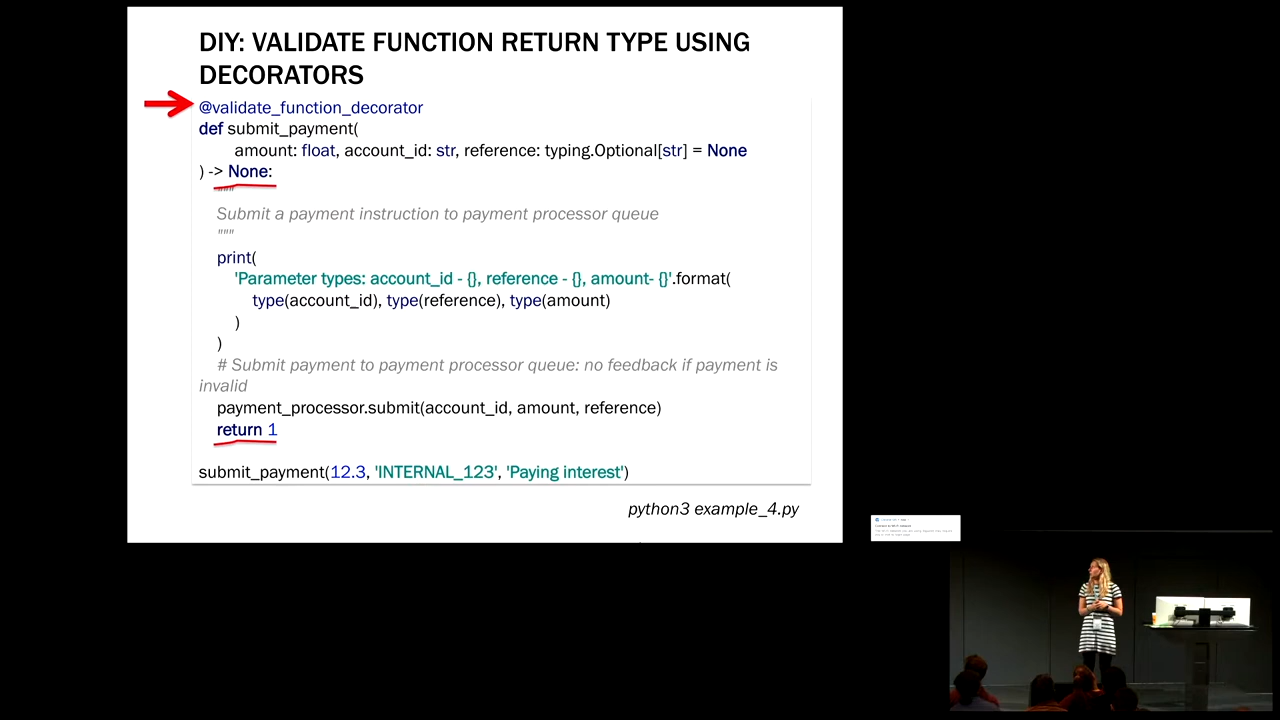 DIY: VALIDATE FUNCTION RETURN TYPE USING
DECORATORS
@validate_function_decorator
def submit_payment(
amount: float, account_id: str, reference: typing.Optional[str] = None
) -> None:
"""
Submit a payment instruction to payment processor queue
"""
print(
'Parameter types: account_id - {}, reference - {}, amount- {}'.format(
type(account_id), type(reference), type(amount)
)
)
# Submit payment to payment processor queue: no feedback if payment is
invalid
payment_processor.submit(account_id, amount, reference)
return 1
submit_payment(12.3, 'INTERNAL_123', 'Paying interest')
python3 example_4.py